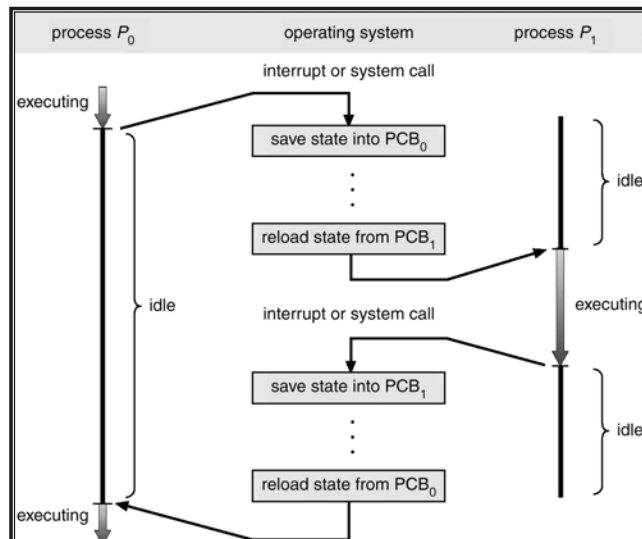 process P0 operating system process P1
interrupt or system call
executing
save state into PCB0
idle
reload state from PCB1
idle
interrupt or system call
executing
save state into PCB1
idle
reload state from PCB0
executing